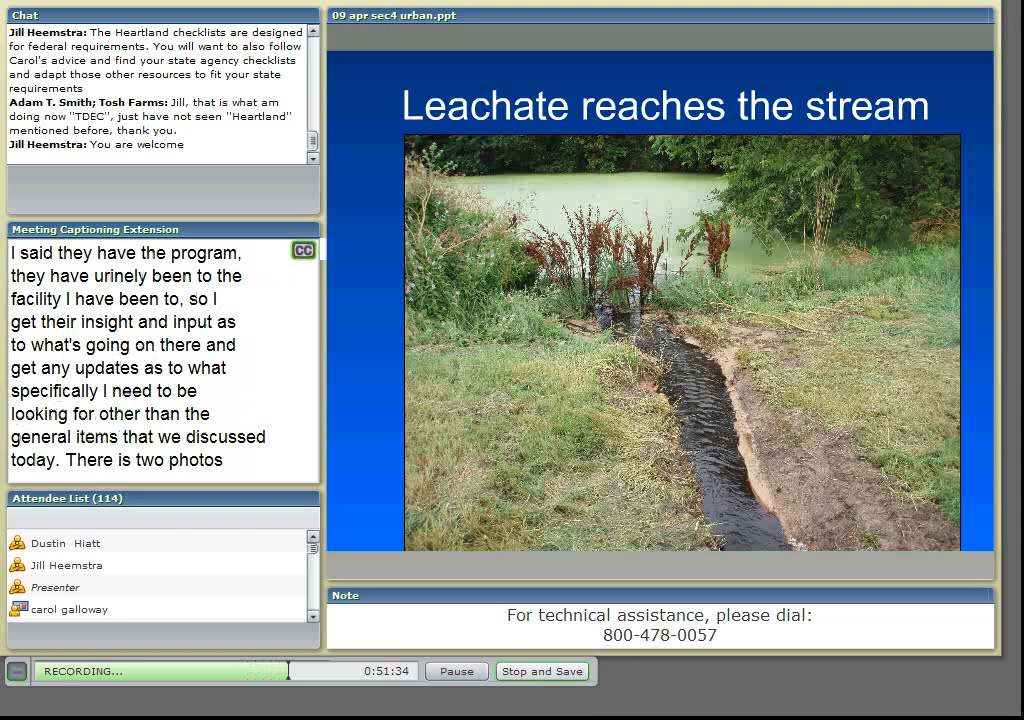 Chat
Jill Heemstra: The Heartland checklists are designed
for federal requirements. You will want to also follow
Carol's advice and find your state agency checklists
and adapt those other resources to fit your state
requirements
Adam T. Smith; Tosh Farms: Jill, that is what am
doing now "TDEC", just have not seen "Heartland"
mentioned before, thank you.
Jill Heemstra: You are welcome
Meeting Captioning Extension
CC
I said they have the program,
they have urinely been to the
facility I have been to, so I
get their insight and input as
to what's going on there and
get any updates as to what
specifically I need to be
looking for other than the
general items that we discussed
today. There is two photos
Attendee List (114)
Dustin Hiatt
Jill Heemstra
Presenter
carol galloway
09 apr sec4 urban.ppt
Leachate reaches the stream
Note
For technical assistance, please dial:
800-478-0057
RECORDING...
0:51:34
Pause
Stop and Save